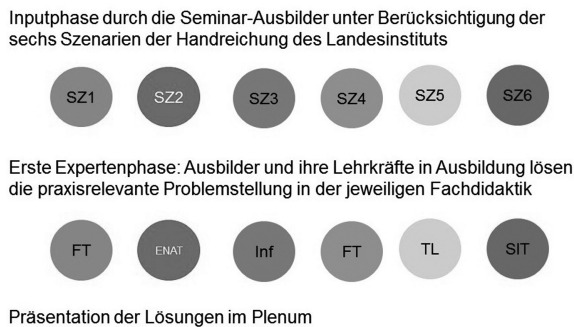 Inputphase durch die Seminar-Ausbilder unter Berücksichtigung der
sechs Szenarien der Handreichung des Landesinstituts
SZ1 SZ2 SZ3 SZ4 SZ5 SZ6
Erste Expertenphase: Ausbilder und ihre Lehrkräfte in Ausbildung lösen
die praxisrelevante Problemstellung in der jeweiligen Fachdidaktik
FT ENAT Inf FT TL SIT
Präsentation der Lösungen im Plenum